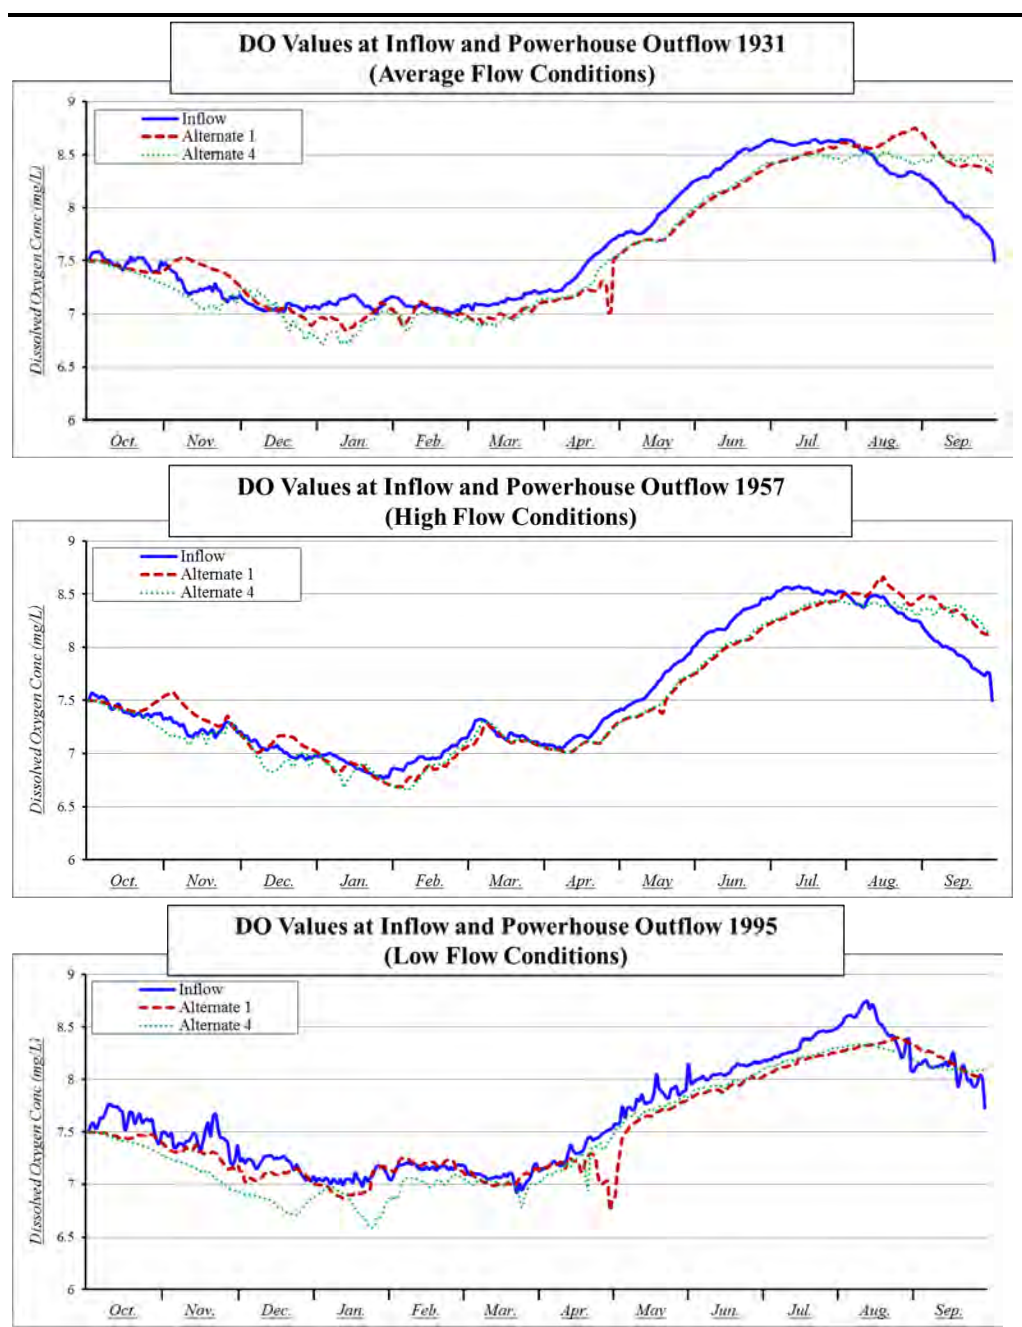 DO Values at Inflow and Powerhouse Outflow 1931
(Average Flow Conditions)
9
8.5
8
7.5
7
6.5
6
Dissolved Oxygen Conc (mg/L)
Inflow
Alternate 1
Alternate 4
Oct. Nov. Dec. Jan. Feb. Mar. Apr. May Jun. Jul. Aug. Sep.
DO Values at Inflow and Powerhouse Outflow 1957
(High Flow Conditions)
9
8.5
8
7.5
7
6.5
6
Dissolved Oxygen Conc (mg/L)
Inflow
Alternate 1
Alternate 4
Oct. Nov. Dec. Jan. Feb. Mar. Apr. May Jun. Jul. Aug. Sep.
DO Values at Inflow and Powerhouse Outflow 1995
(Low Flow Conditions)
9
8.5
8
7.5
7
6.5
6
Dissolved Oxygen Conc (mg/L)
Inflow
Alternate 1
Alternate 4
Oct. Nov. Dec. Jan. Feb. Mar. Apr. May Jun. Jul. Aug. Sep.